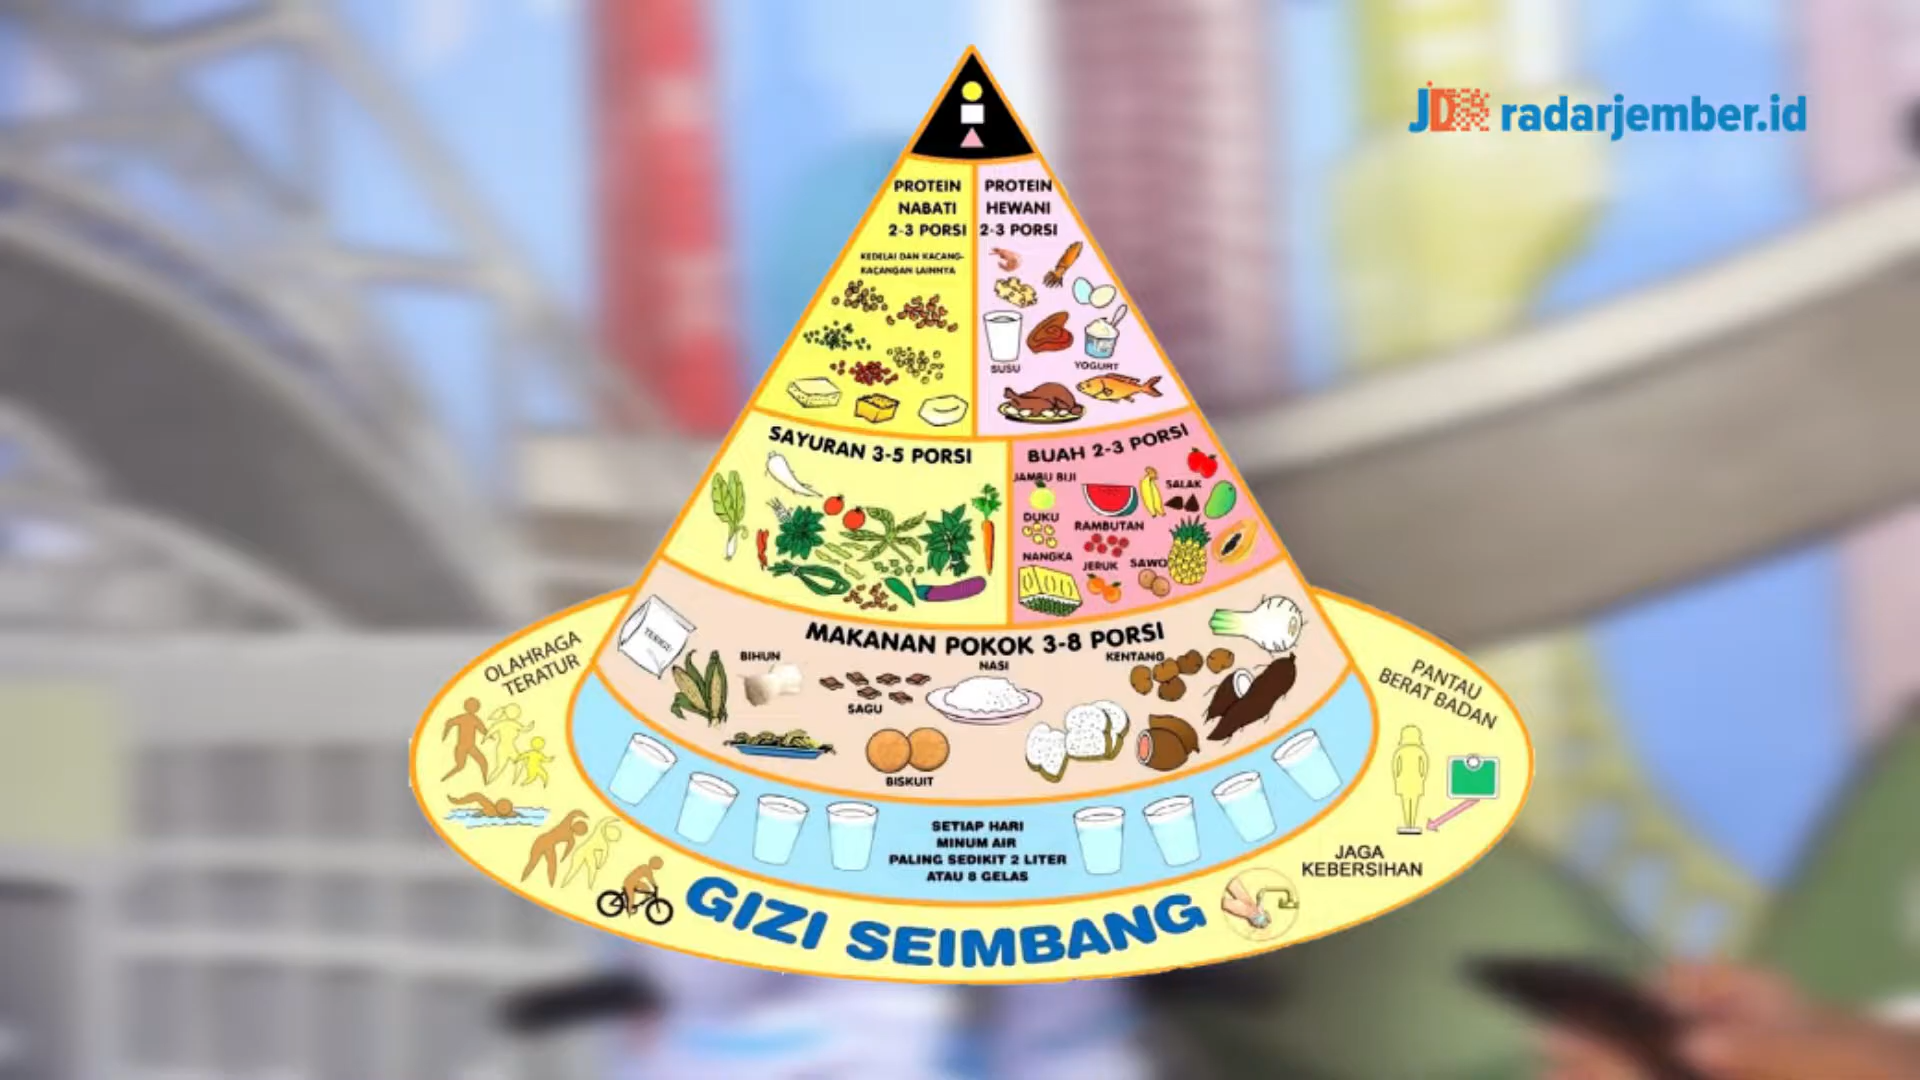 JD radarjember.id
PROTEIN
NABATI
2-3 PORSI
KEDELAI DAN KACANG-
KACANGAN LAINNYA
PROTEIN
HEWANI
2-3 PORSI
SUSU
YOGURT
SAYURAN 3-5 PORSI
BUAH 2-3 PORSI
JAMBU BIJI
SALAK
DUKU
RAMBUTAN
NANGKA
JERUK
SAWO
MAKANAN POKOK 3-8 PORSI
TERIGU
BIHUN
NASI
KENTANG
SAGU
BISKUIT
SETIAP HARI
MINUM AIR
PALING SEDIKIT 2 LITER
ATAU 8 GELAS
OLAHRAGA
TERATUR
PANTAU
BERAT BADAN
JAGA
KEBERSIHAN
GIZI SEIMBANG